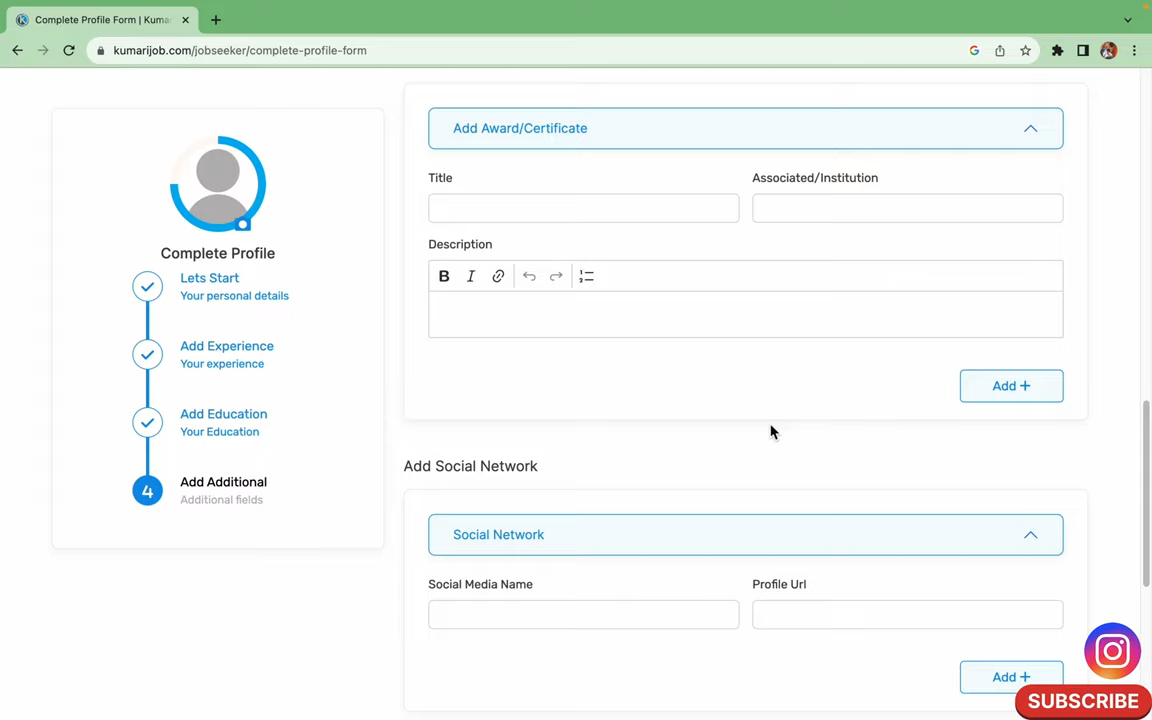 Complete Profile Form | Kuma
kumarijob.com/jobseeker/complete-profile-form
Complete Profile
Lets Start
Your personal details
Add Experience
Your experience
Add Education
Your Education
4
Add Additional
Additional fields
Add Award/Certificate
Title
Associated/Institution
Description
B I
Add +
Add Social Network
Social Network
Social Media Name
Profile Url
Add +
SUBSCRIBE